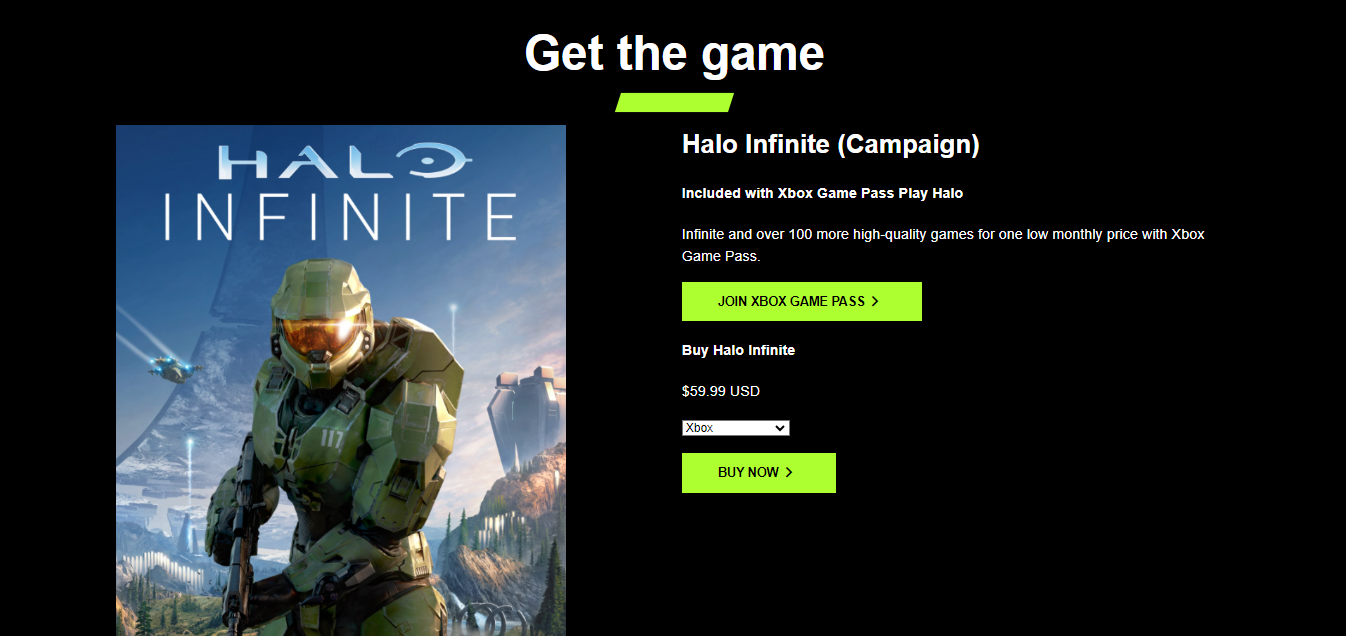 Get the game
HALO
INFINITE
117
Halo Infinite (Campaign)
Included with Xbox Game Pass Play Halo
Infinite and over 100 more high-quality games for one low monthly price with Xbox
Game Pass.
JOIN XBOX GAME PASS
Buy Halo Infinite
$59.99 USD
Xbox
BUY NOW